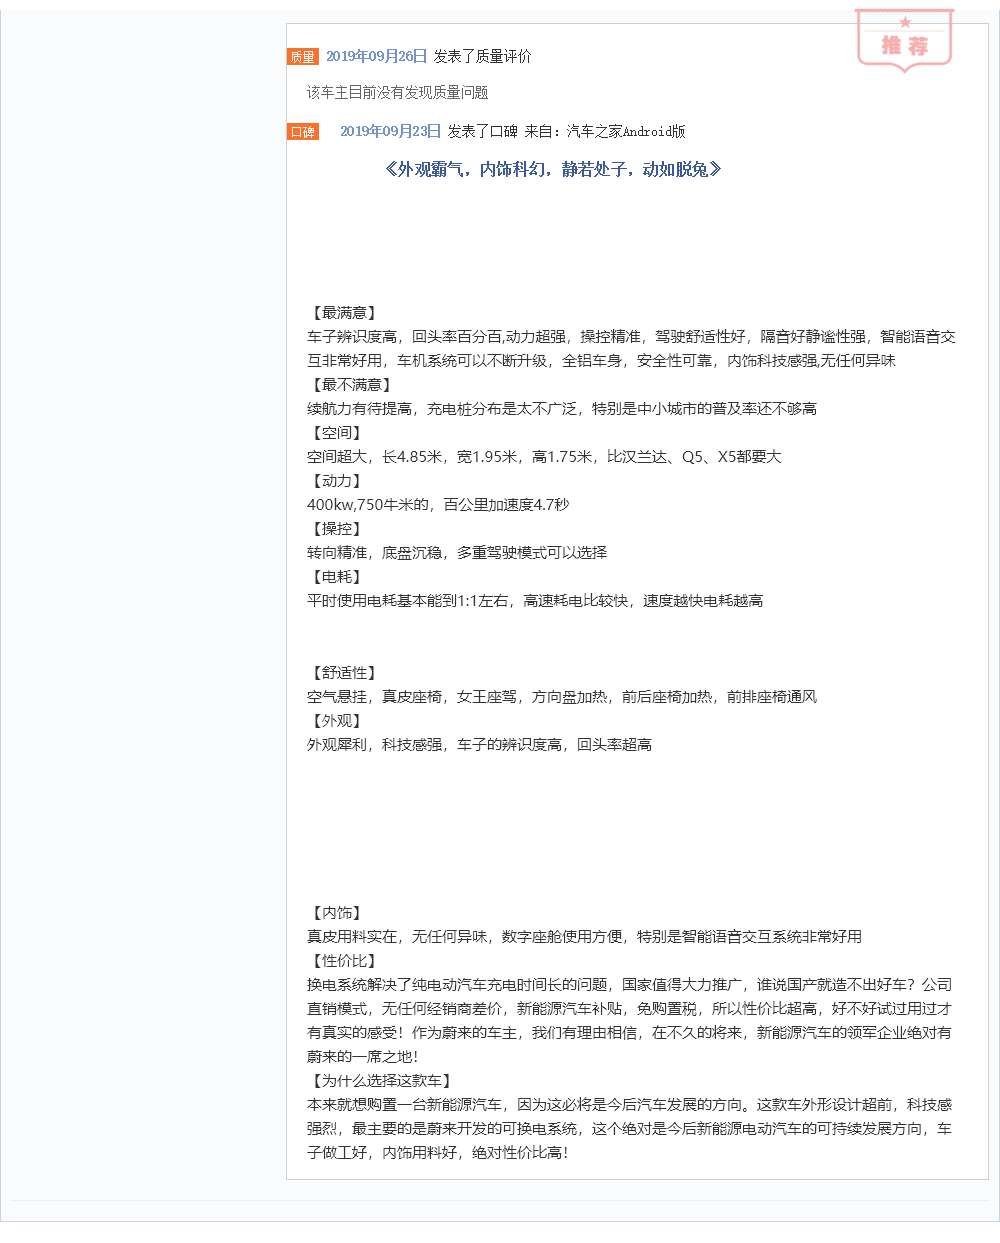 推荐
质量 2019年09月26日 发表了质量评价
该车主目前没有发现质量问题
口碑 2019年09月23日 发表了口碑 来自：汽车之家Android版
《外观霸气，内饰科幻，静若处子，动如脱兔》
【最满意】
车子辨识度高，回头率百分百,动力超强，操控精准，驾驶舒适性好，隔音好静谧性强，智能语音交
互非常好用，车机系统可以不断升级，全铝车身，安全性可靠，内饰科技感强,无任何异味
【最不满意】
续航力有待提高，充电桩分布是太不广泛，特别是中小城市的普及率还不够高
【空间】
空间超大，长4.85米，宽1.95米，高1.75米，比汉兰达、Q5、X5都要大
【动力】
400kw,750牛米的，百公里加速度4.7秒
【操控】
转向精准，底盘沉稳，多重驾驶模式可以选择
【电耗】
平时使用电耗基本能到1:1左右，高速耗电比较快，速度越快电耗越高
【舒适性】
空气悬挂，真皮座椅，女王座驾，方向盘加热，前后座椅加热，前排座椅通风
【外观】
外观犀利，科技感强，车子的辨识度高，回头率超高
【内饰】
真皮用料实在，无任何异味，数字座舱使用方便，特别是智能语音交互系统非常好用
【性价比】
换电系统解决了纯电动汽车充电时间长的问题，国家值得大力推广，谁说国产就造不出好车？公司
直销模式，无任何经销商差价，新能源汽车补贴，免购置税，所以性价比超高，好不好试过用过才
有真实的感受！作为蔚来的车主，我们有理由相信，在不久的将来，新能源汽车的领军企业绝对有
蔚来的一席之地！
【为什么选择这款车】
本来就想购置一台新能源汽车，因为这必将是今后汽车发展的方向。这款车外形设计超前，科技感
强烈，最主要的是蔚来开发的可换电系统，这个绝对是今后新能源电动汽车的可持续发展方向，车
子做工好，内饰用料好，绝对性价比高！